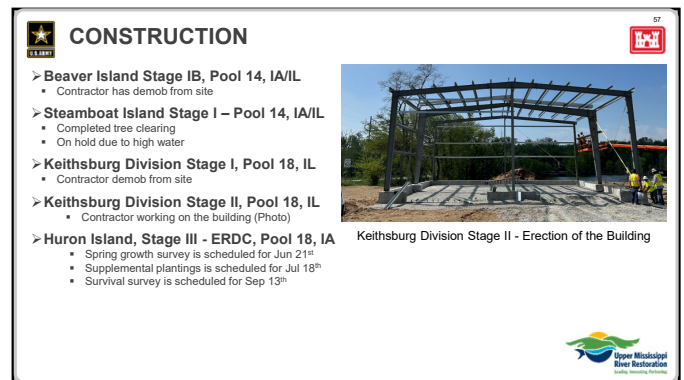 57
U.S.ARMY
CONSTRUCTION
➢Beaver Island Stage IB, Pool 14, IA/IL
▪ Contractor has demob from site
➢Steamboat Island Stage I – Pool 14, IA/IL
▪ Completed tree clearing
▪ On hold due to high water
➢Keithsburg Division Stage I, Pool 18, IL
▪ Contractor demob from site
➢Keithsburg Division Stage II, Pool 18, IL
▪ Contractor working on the building (Photo)
➢Huron Island, Stage III - ERDC, Pool 18, IA
▪ Spring growth survey is scheduled for Jun 21st
▪ Supplemental plantings is scheduled for Jul 18th
▪ Survival survey is scheduled for Sep 13th
Keithsburg Division Stage II - Erection of the Building
Upper Mississippi
River Restoration
Leading Innovating Partnering